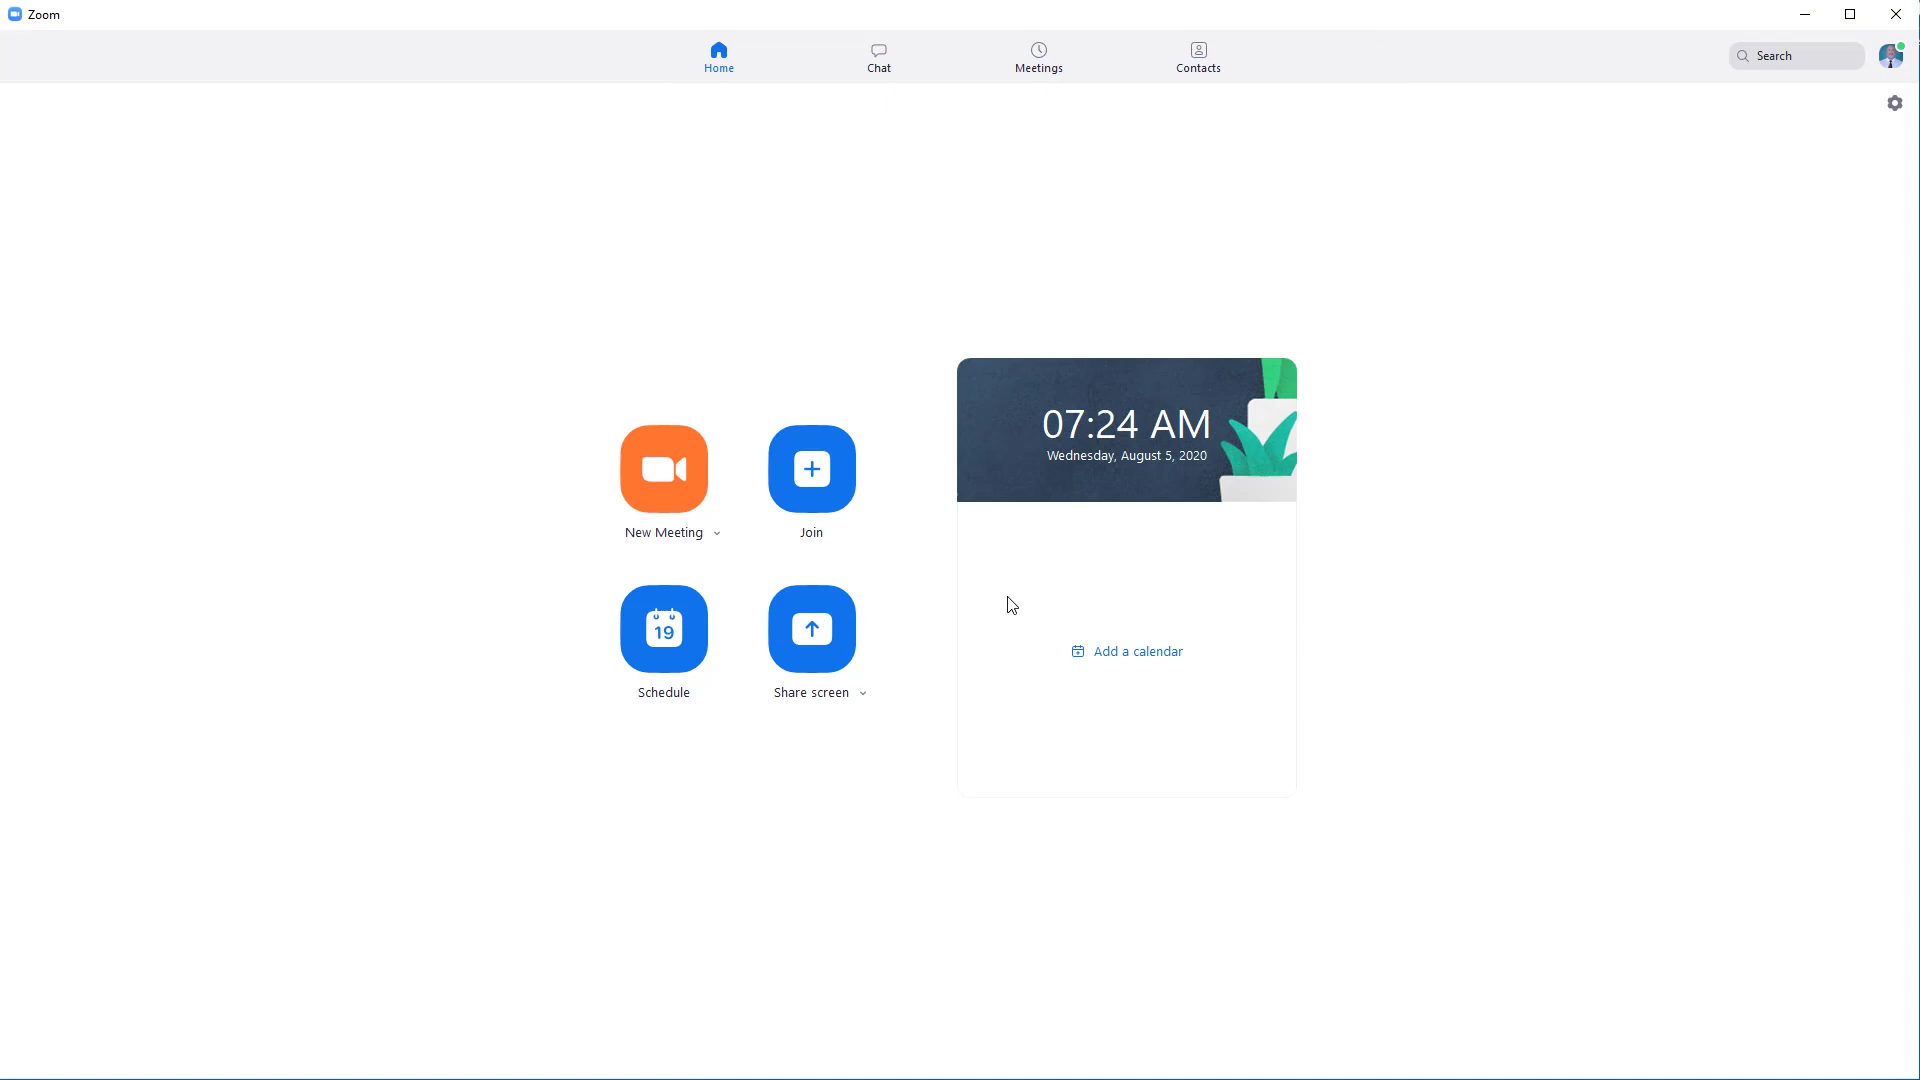 Zoom
Home
Chat
Meetings
Contacts
Search
07:24 AM
Wednesday, August 5, 2020
New Meeting
Join
19
Schedule
Share screen
Add a calendar